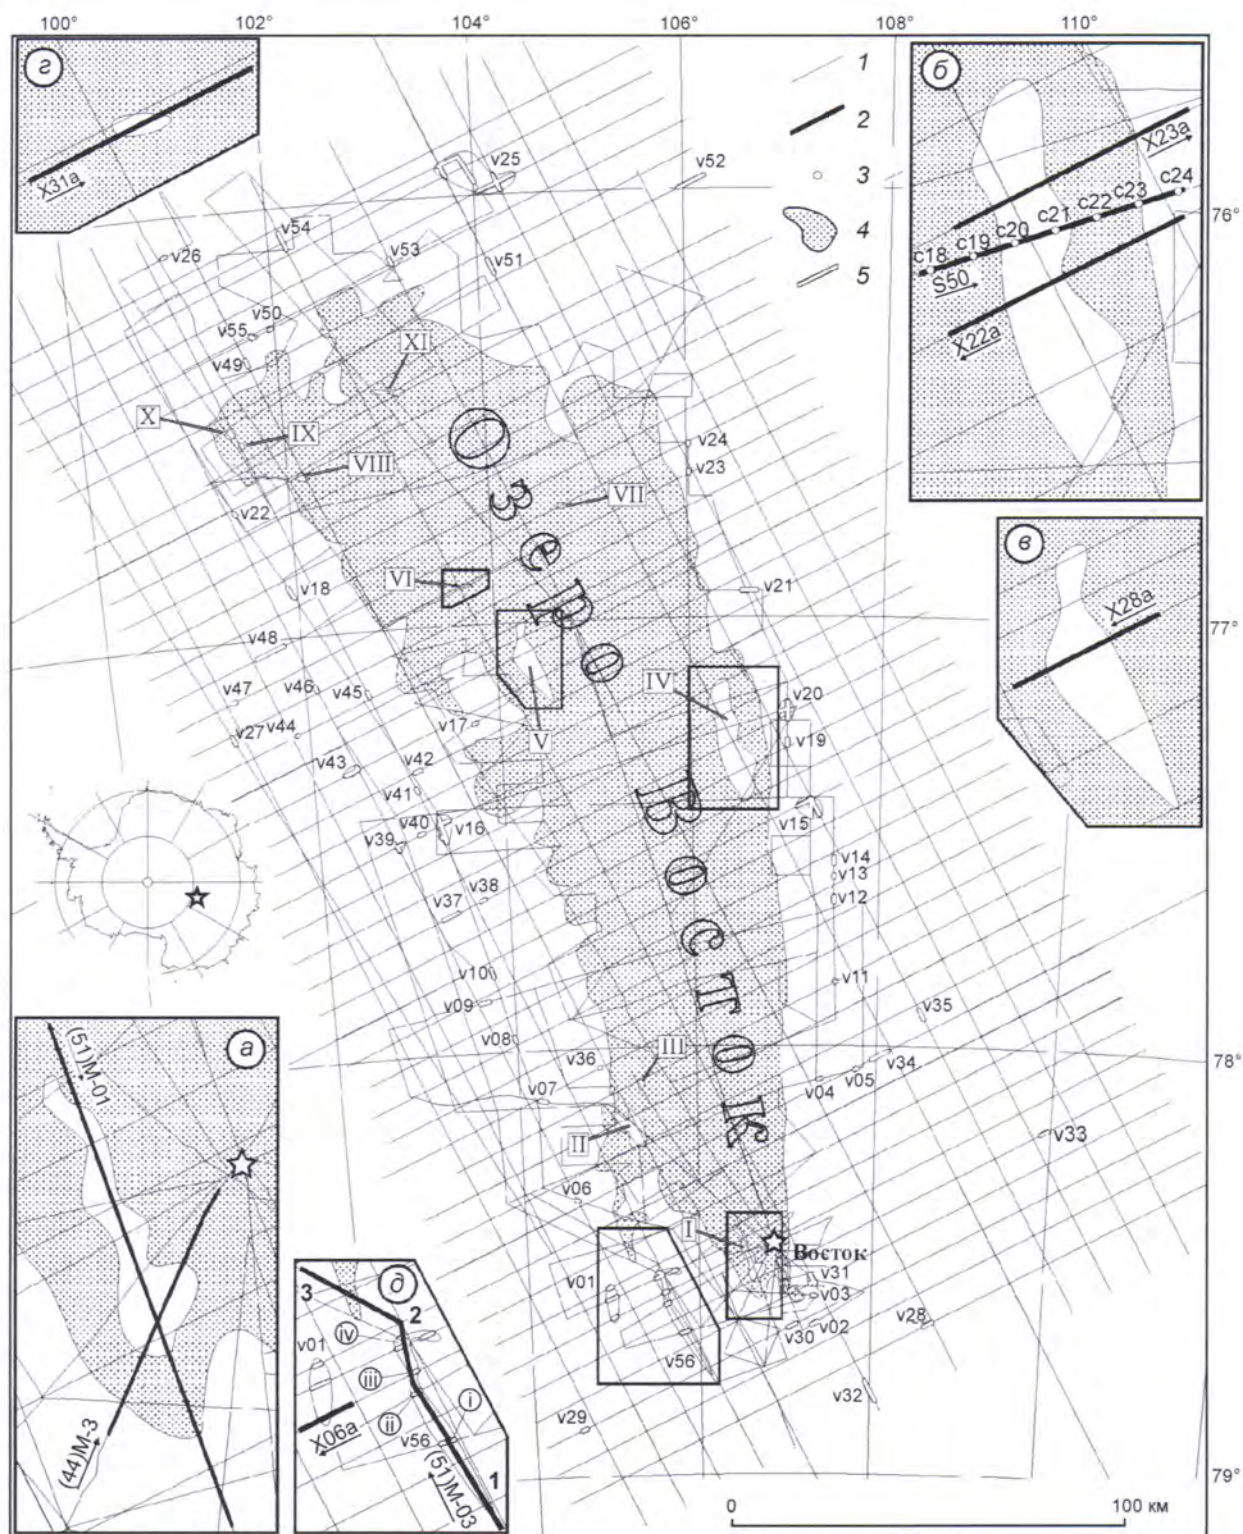 100° 102° 104° 106° 108° 110°
г
X31a
1
2
3
4
5
б
X23a
c24
c23
c22
c21
c20
c19
c18
S50
X22a
76°
v25
v52
v54
v26
v53
v51
v50
v55
v49
XI
X
IX
VIII
VII
v24
v23
v22
v18
VI
v21
в
X28a
77°
v48
v47
v46
v45
v27
v44
v17
V
IV
v20
v19
v43
v42
v41
v40
v39
v16
v15
v14
v13
v12
v38
v37
v10
v09
v08
v11
v35
v36
v07
III
v34
v05
v04
78°
II
v33
v06
Озеро Восток
I
Восток
v31
v03
v02
v30
v28
v01
v56
v32
v29
а
(51)M-01
(44)M-3
д
3
2
iv
v01
iii
i
ii
X06a
v56
(51)M-03
1
0 100 км
79°